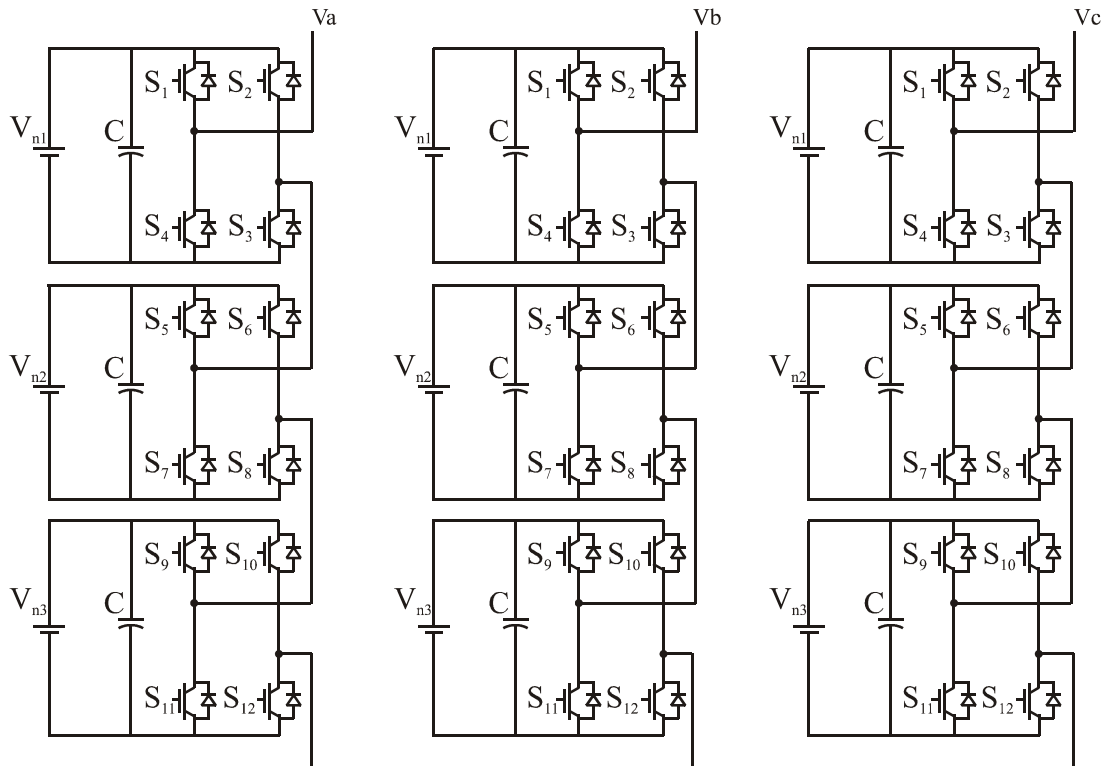 Va Vb Vc
S1 S2 S1 S2 S1 S2
Vn1 C Vn1 C Vn1 C
S4 S3 S4 S3 S4 S3
S5 S6 S5 S6 S5 S6
Vn2 C Vn2 C Vn2 C
S7 S8 S7 S8 S7 S8
S9 S10 S9 S10 S9 S10
Vn3 C Vn3 C Vn3 C
S11 S12 S11 S12 S11 S12